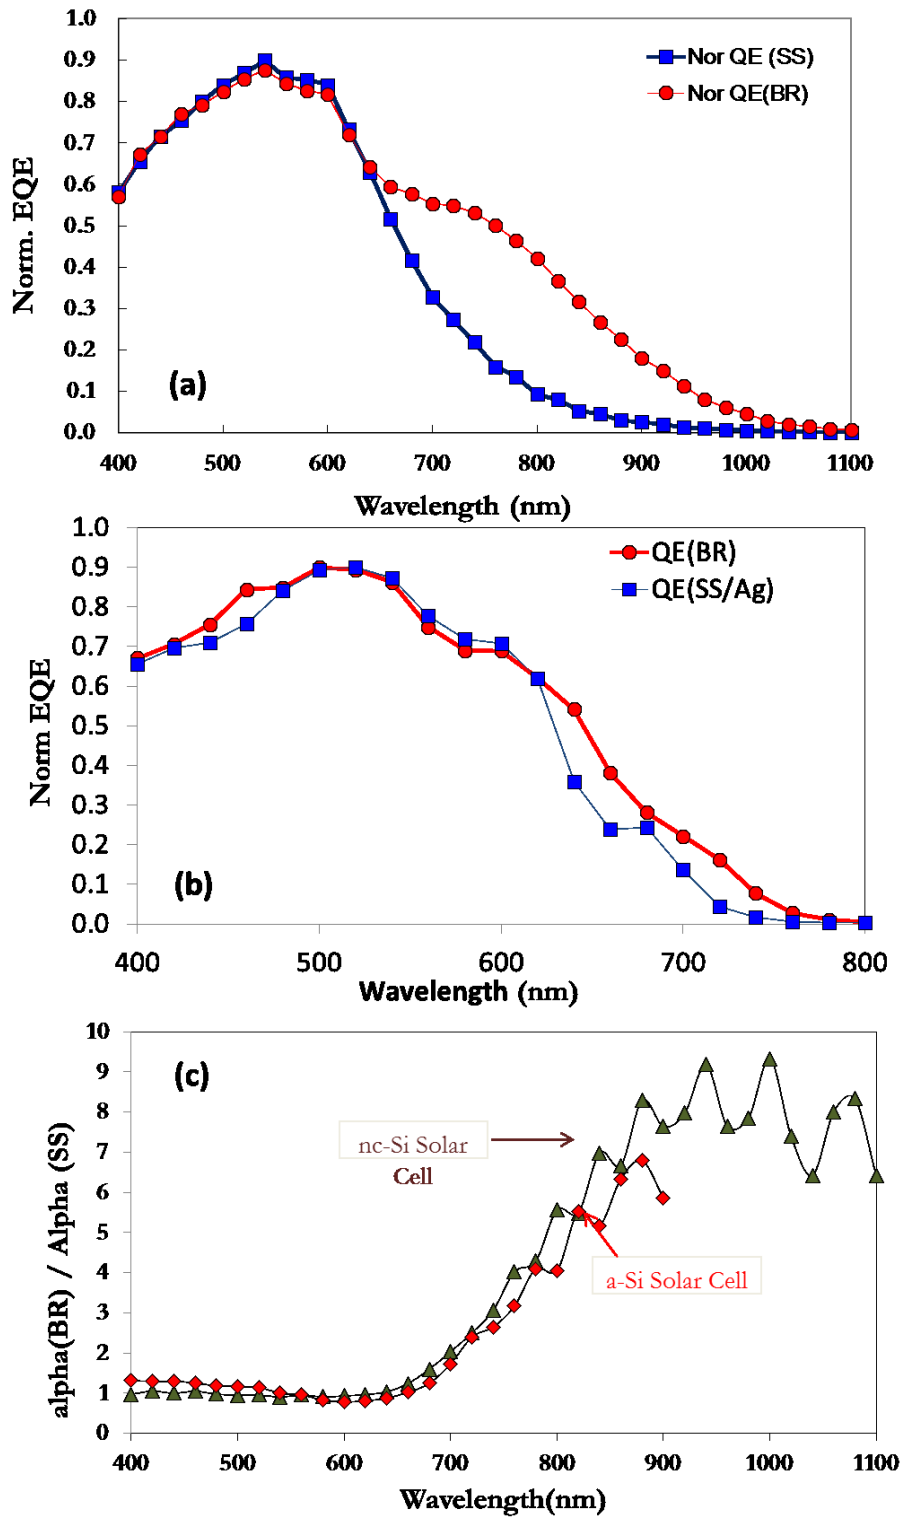 1.0
0.9
0.8
0.7
0.6
0.5
0.4
0.3
0.2
0.1
0.0
Norm. EQE
Nor QE (SS)
Nor QE(BR)
(a)
400 500 600 700 800 900 1000 1100
Wavelength (nm)
1.0
0.9
0.8
0.7
0.6
0.5
0.4
0.3
0.2
0.1
0.0
Norm EQE
QE(BR)
QE(SS/Ag)
(b)
400 500 600 700 800
Wavelength (nm)
10
9
8
7
6
5
4
3
2
1
0
alpha(BR) / Alpha (SS)
(c)
nc-Si Solar
Cell
a-Si Solar Cell
400 500 600 700 800 900 1000 1100
Wavelength(nm)